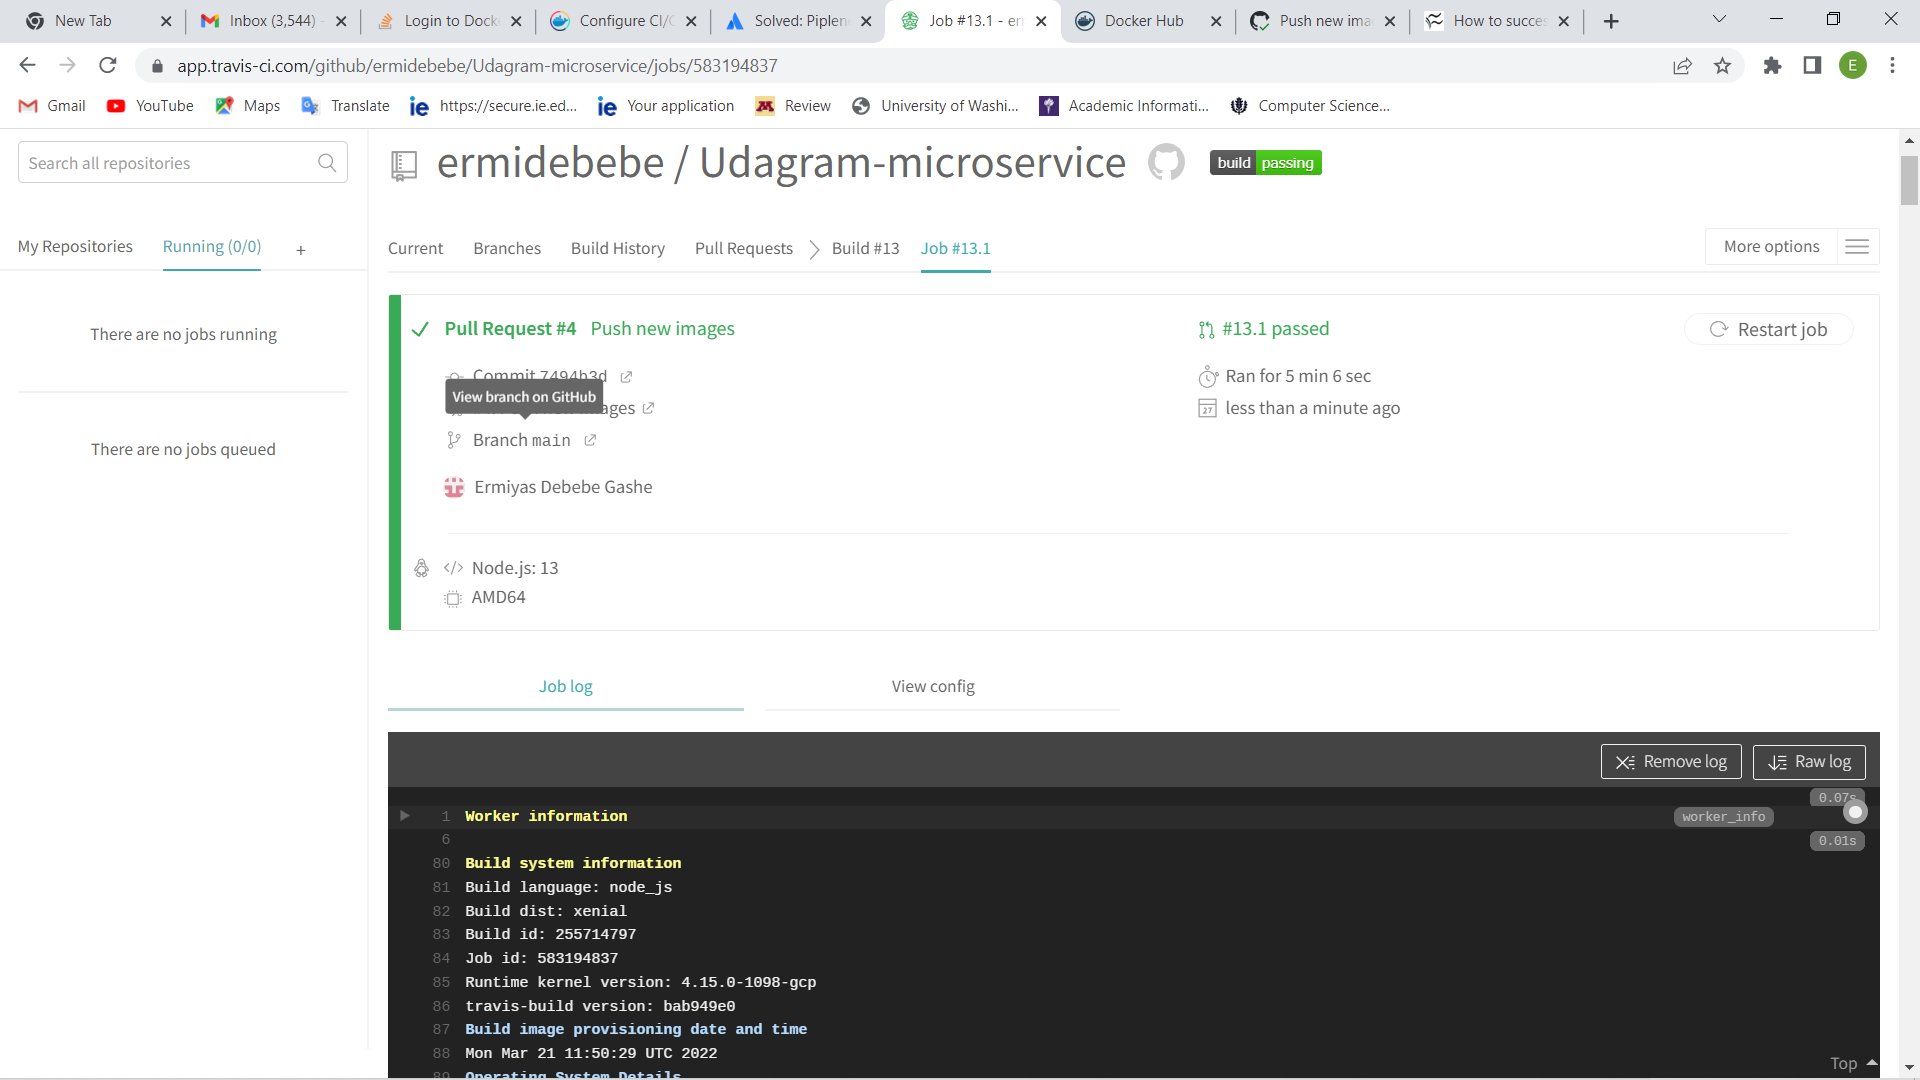 New Tab
Inbox (3,544) -
Login to Dock
Configure CI/C
Solved: Piplen
Job #13.1 - erm
Docker Hub
Push new ima
How to succes
app.travis-ci.com/github/ermidebebe/Udagram-microservice/jobs/583194837
E
Gmail
YouTube
Maps
Translate
https://secure.ie.ed...
Your application
Review
University of Washi...
Academic Informati...
Computer Science...
Search all repositories
ermidebebe / Udagram-microservice
build passing
My Repositories
Running (0/0)
+
Current
Branches
Build History
Pull Requests
Build #13
Job #13.1
More options
There are no jobs running
There are no jobs queued
Pull Request #4
Push new images
#13.1 passed
Restart job
Commit 7494b3d
View branch on GitHub
ages
Branch main
Ran for 5 min 6 sec
less than a minute ago
Ermiyas Debebe Gashe
Node.js: 13
AMD64
Job log
View config
Remove log
Raw log
0.07s
1 Worker information
worker_info
6
0.01s
80 Build system information
81 Build language: node_js
82 Build dist: xenial
83 Build id: 255714797
84 Job id: 583194837
85 Runtime kernel version: 4.15.0-1098-gcp
86 travis-build version: bab949e0
87 Build image provisioning date and time
88 Mon Mar 21 11:50:29 UTC 2022
89 Operating System Details
Top